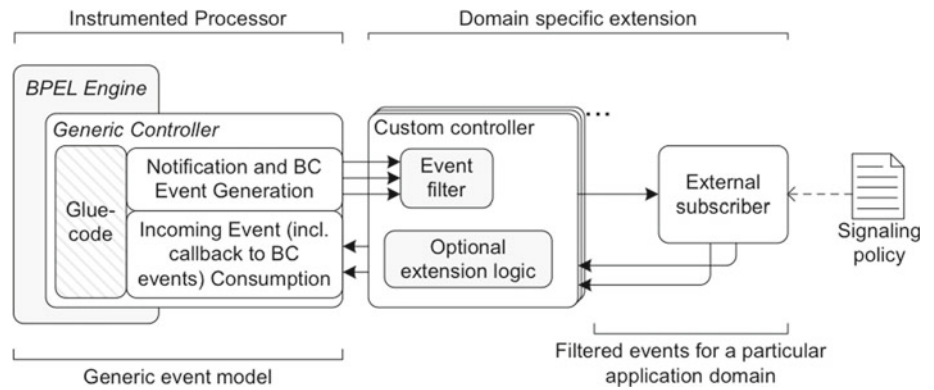 Instrumented Processor
Domain specific extension
BPEL Engine
Generic Controller
Glue-
code
Notification and BC
Event Generation
Incoming Event (incl.
callback to BC
events) Consumption
Custom controller
...
Event
filter
Optional
extension logic
External
subscriber
Signaling
policy
Generic event model
Filtered events for a particular
application domain